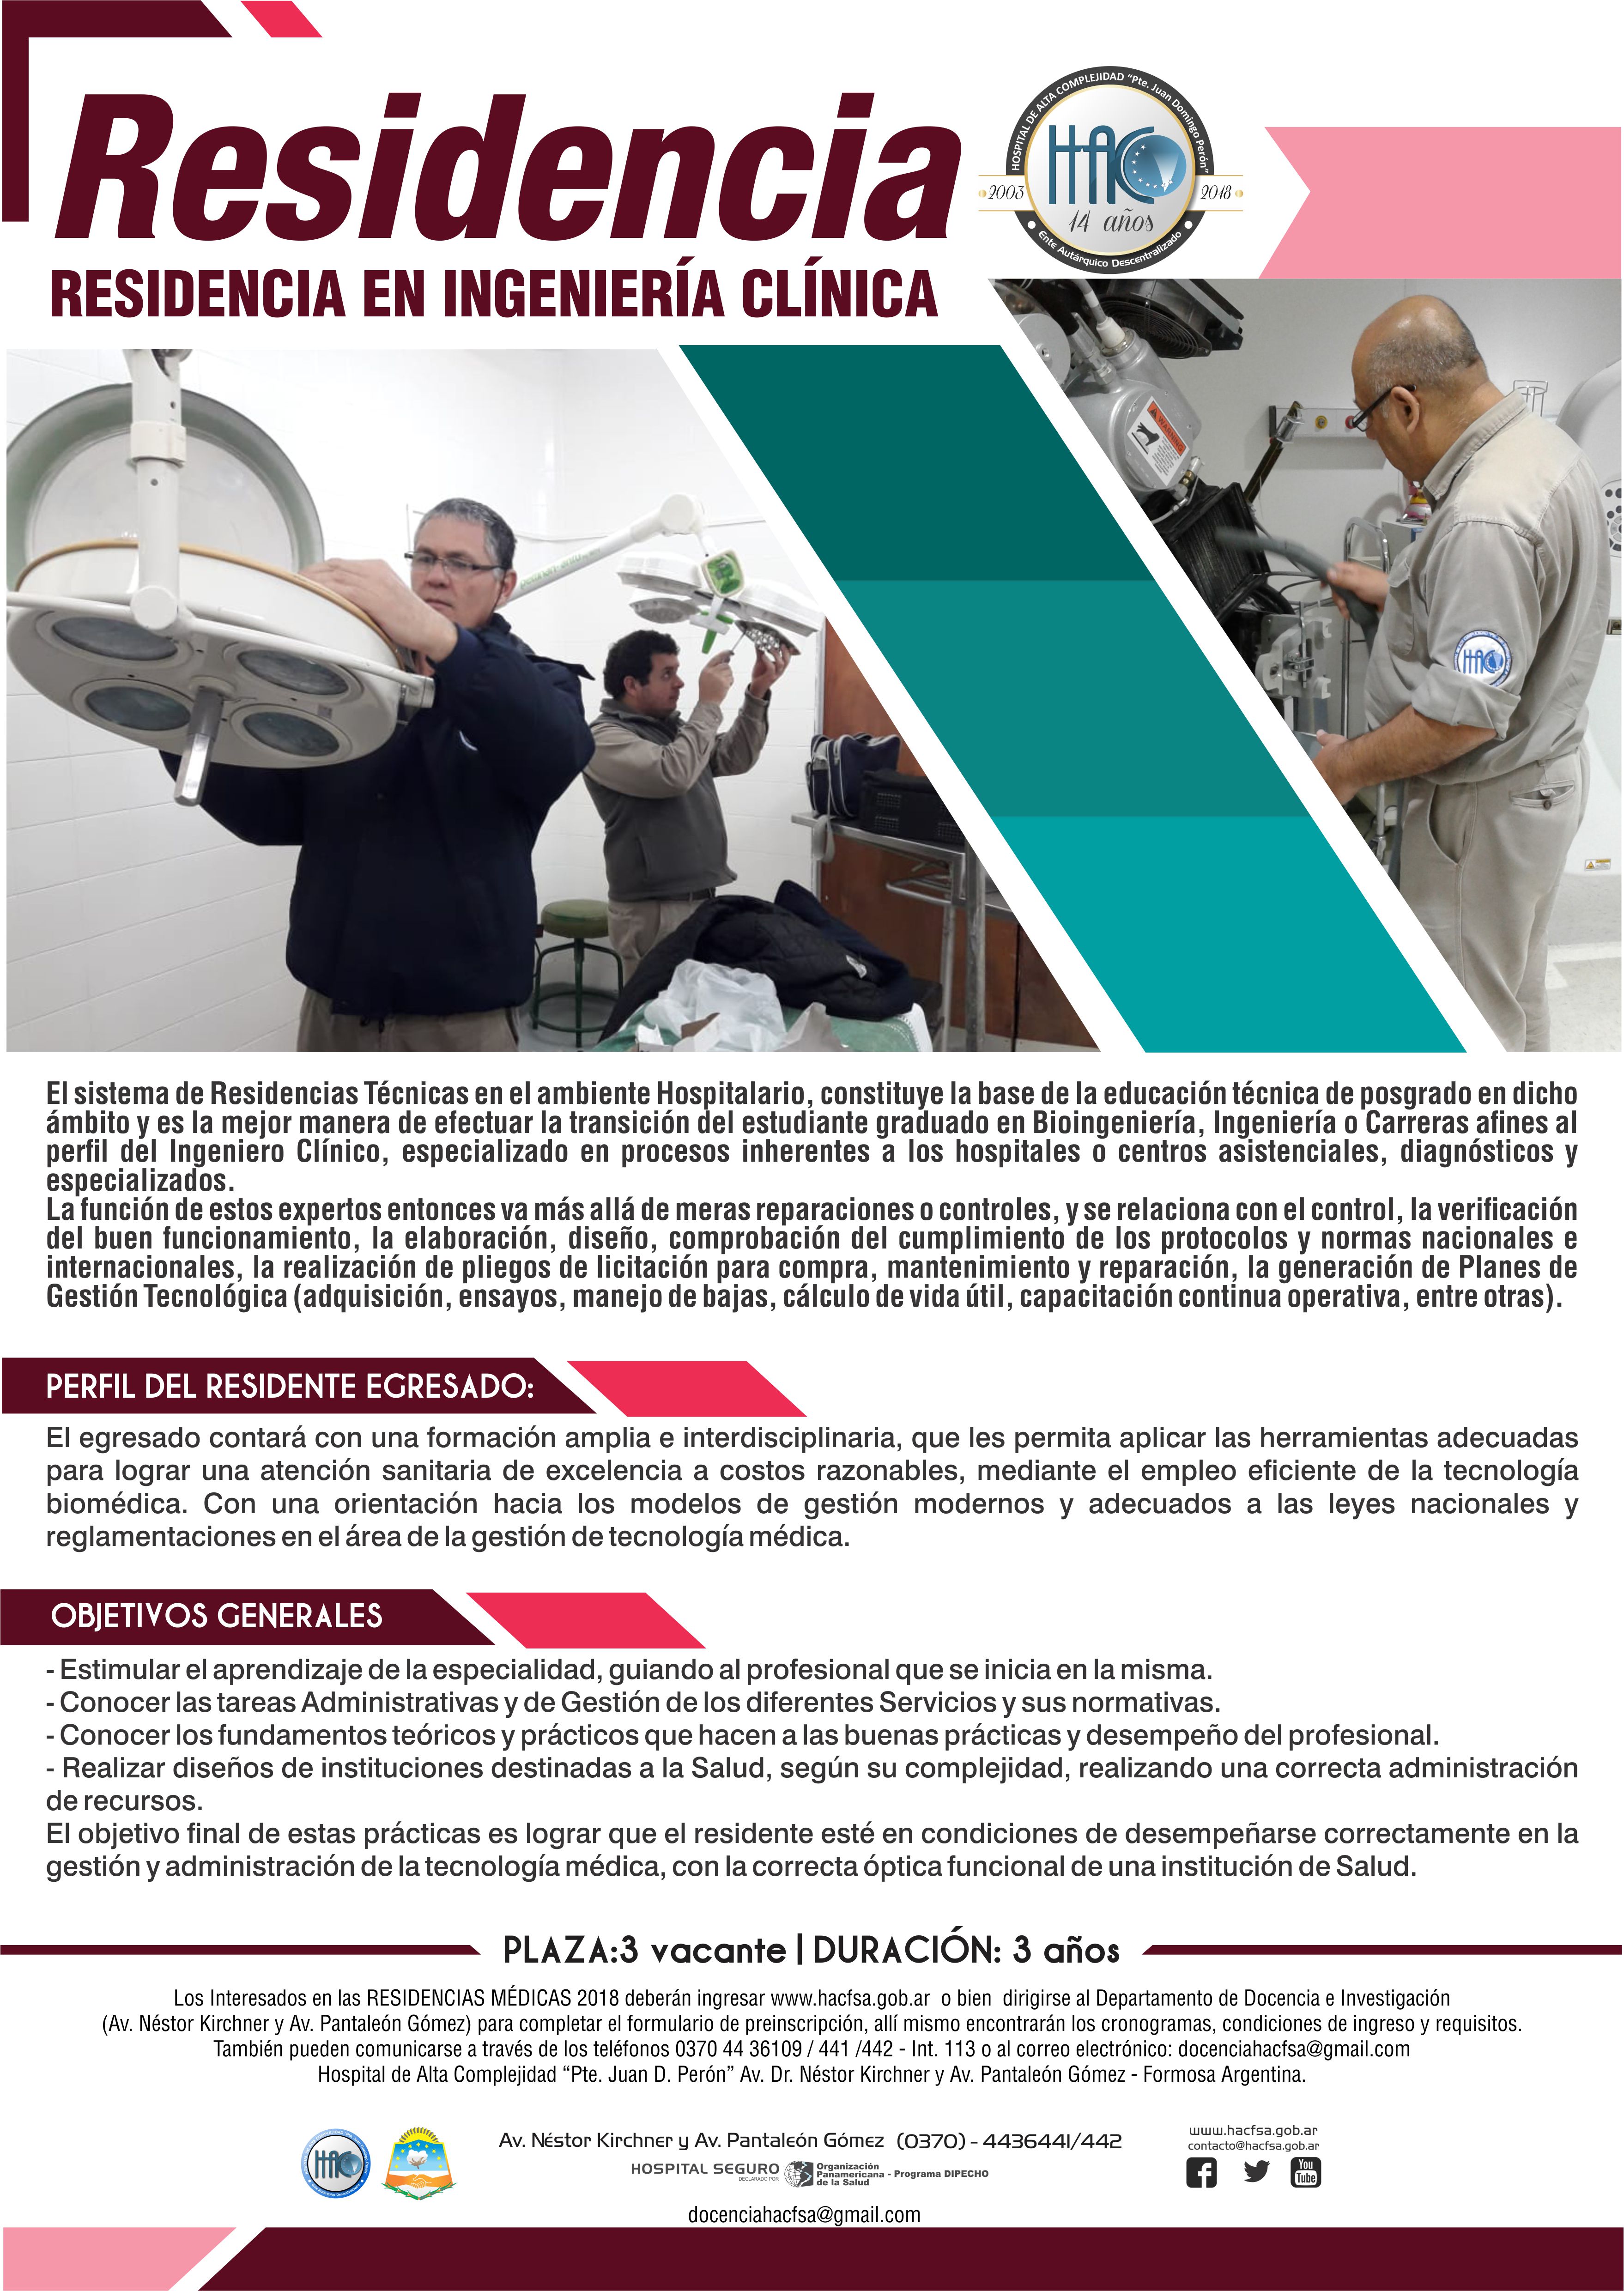 Residencia
RESIDENCIA EN INGENIERÍA CLÍNICA
HOSPITAL DE ALTA COMPLEJIDAD "Pte. Juan Domingo Perón"
HAC
2003
2018
14 años
Ente Autárquico Descentralizado
WARNING
HAC
El sistema de Residencias Técnicas en el ambiente Hospitalario, constituye la base de la educación técnica de posgrado en dicho
ámbito y es la mejor manera de efectuar la transición del estudiante graduado en Bioingeniería, Ingeniería o Carreras afines al
perfil del Ingeniero Clínico, especializado en procesos inherentes a los hospitales o centros asistenciales, diagnósticos y
especializados.
La función de estos expertos entonces va más allá de meras reparaciones o controles, y se relaciona con el control, la verificación
del buen funcionamiento, la elaboración, diseño, comprobación del cumplimiento de los protocolos y normas nacionales e
internacionales, la realización de pliegos de licitación para compra, mantenimiento y reparación, la generación de Planes de
Gestión Tecnológica (adquisición, ensayos, manejo de bajas, cálculo de vida útil, capacitación continua operativa, entre otras).
PERFIL DEL RESIDENTE EGRESADO:
El egresado contará con una formación amplia e interdisciplinaria, que les permita aplicar las herramientas adecuadas
para lograr una atención sanitaria de excelencia a costos razonables, mediante el empleo eficiente de la tecnología
biomédica. Con una orientación hacia los modelos de gestión modernos y adecuados a las leyes nacionales y
reglamentaciones en el área de la gestión de tecnología médica.
OBJETIVOS GENERALES
- Estimular el aprendizaje de la especialidad, guiando al profesional que se inicia en la misma.
- Conocer las tareas Administrativas y de Gestión de los diferentes Servicios y sus normativas.
- Conocer los fundamentos teóricos y prácticos que hacen a las buenas prácticas y desempeño del profesional.
- Realizar diseños de instituciones destinadas a la Salud, según su complejidad, realizando una correcta administración
de recursos.
El objetivo final de estas prácticas es lograr que el residente esté en condiciones de desempeñarse correctamente en la
gestión y administración de la tecnología médica, con la correcta óptica funcional de una institución de Salud.
PLAZA:3 vacante | DURACIÓN: 3 años
Los Interesados en las RESIDENCIAS MÉDICAS 2018 deberán ingresar www.hacfsa.gob.ar o bien dirigirse al Departamento de Docencia e Investigación
(Av. Néstor Kirchner y Av. Pantaleón Gómez) para completar el formulario de preinscripción, allí mismo encontrarán los cronogramas, condiciones de ingreso y requisitos.
También pueden comunicarse a través de los teléfonos 0370 44 36109 / 441 /442 - Int. 113 o al correo electrónico: docenciahacfsa@gmail.com
Hospital de Alta Complejidad “Pte. Juan D. Perón” Av. Dr. Néstor Kirchner y Av. Pantaleón Gómez - Formosa Argentina.
HAC
Av. Néstor Kirchner y Av. Pantaleón Gómez (0370) - 4436441/442
HOSPITAL SEGURO
DECLARADO POR
Organización
Panamericana - Programa DIPECHO
de la Salud
www.hacfsa.gob.ar
contacto@hacfsa.gob.ar
You
Tube
docenciahacfsa@gmail.com